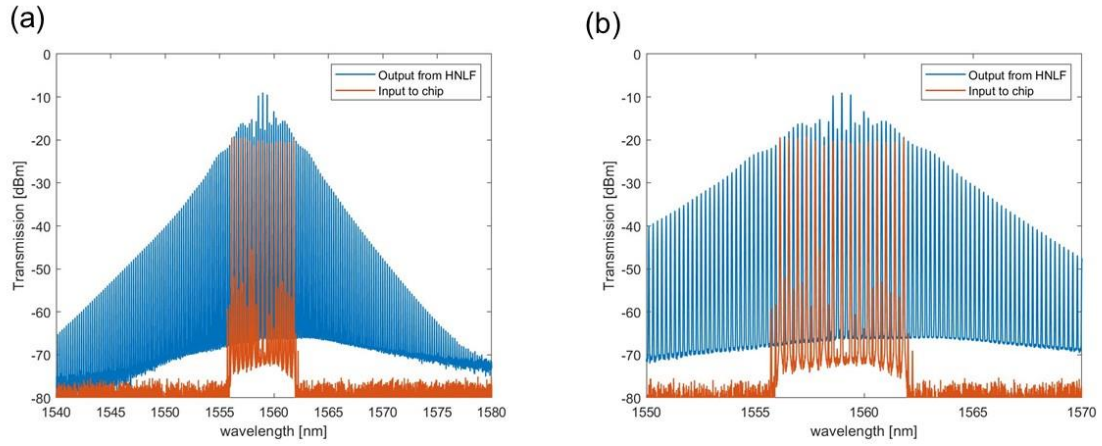 (a)
0
-10
-20
-30
-40
-50
-60
-70
-80
Transmission [dBm]
Output from HNLF
Input to chip
1540 1545 1550 1555 1560 1565 1570 1575 1580
wavelength [nm]
(b)
0
-10
-20
-30
-40
-50
-60
-70
-80
Transmission [dBm]
Output from HNLF
Input to chip
1550 1555 1560 1565 1570
wavelength [nm]